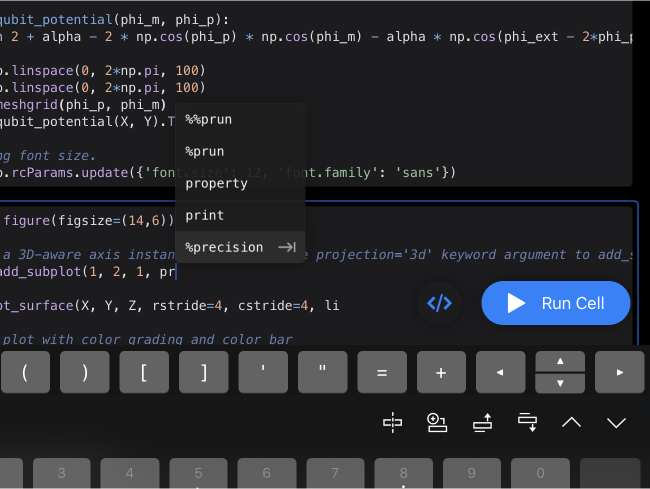 qubit_potential(phi_m, phi_p):
2 + alpha - 2 * np.cos(phi_p) * np.cos(phi_m) - alpha * np.cos(phi_ext - 2*phi_p
.linspace(0, 2*np.pi, 100)
.linspace(0, 2*np.pi, 100)
meshgrid(phi_p, phi_m)
qubit_potential(X, Y).T
%%prun
%prun
property
print
%precision
ng font size.
.rcParams.update({'font.size': 12, 'font.family': 'sans'})
figure(figsize=(14,6))
a 3D-aware axis instan projection='3d' keyword argument to add_s
add_subplot(1, 2, 1, pr
ot_surface(X, Y, Z, rstride=4, cstride=4, li
plot with color grading and color bar
</> Run Cell
( ) [ ] ' " = +
3 4 5 6 7 8 9 0